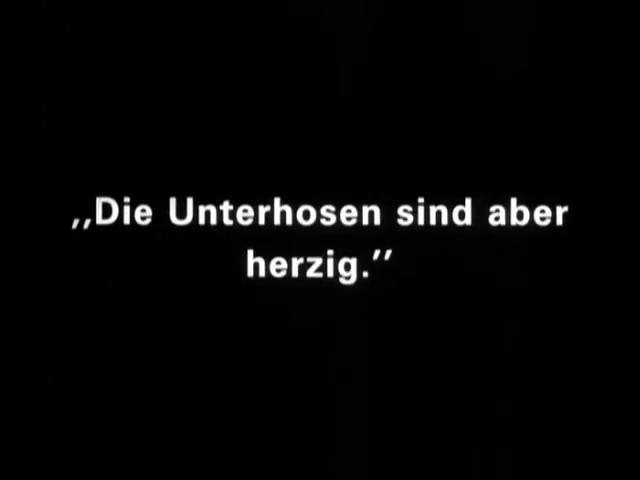 ,,Die Unterhosen sind aber
herzig.’’